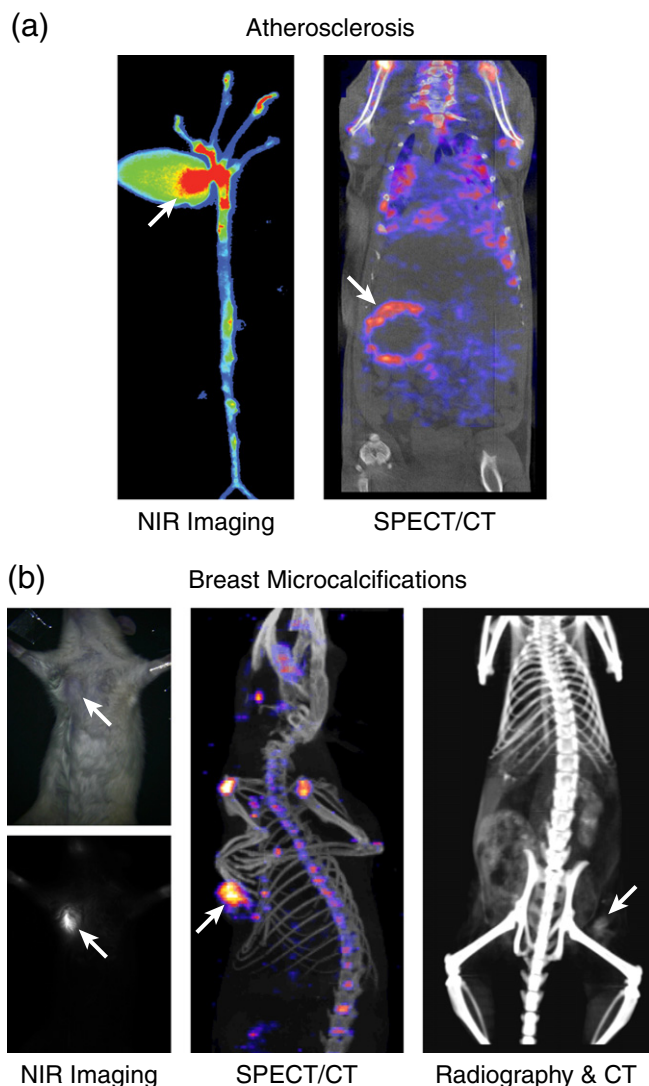 (a)
Atherosclerosis
NIR Imaging
SPECT/CT
(b)
Breast Microcalcifications
NIR Imaging
SPECT/CT
Radiography & CT